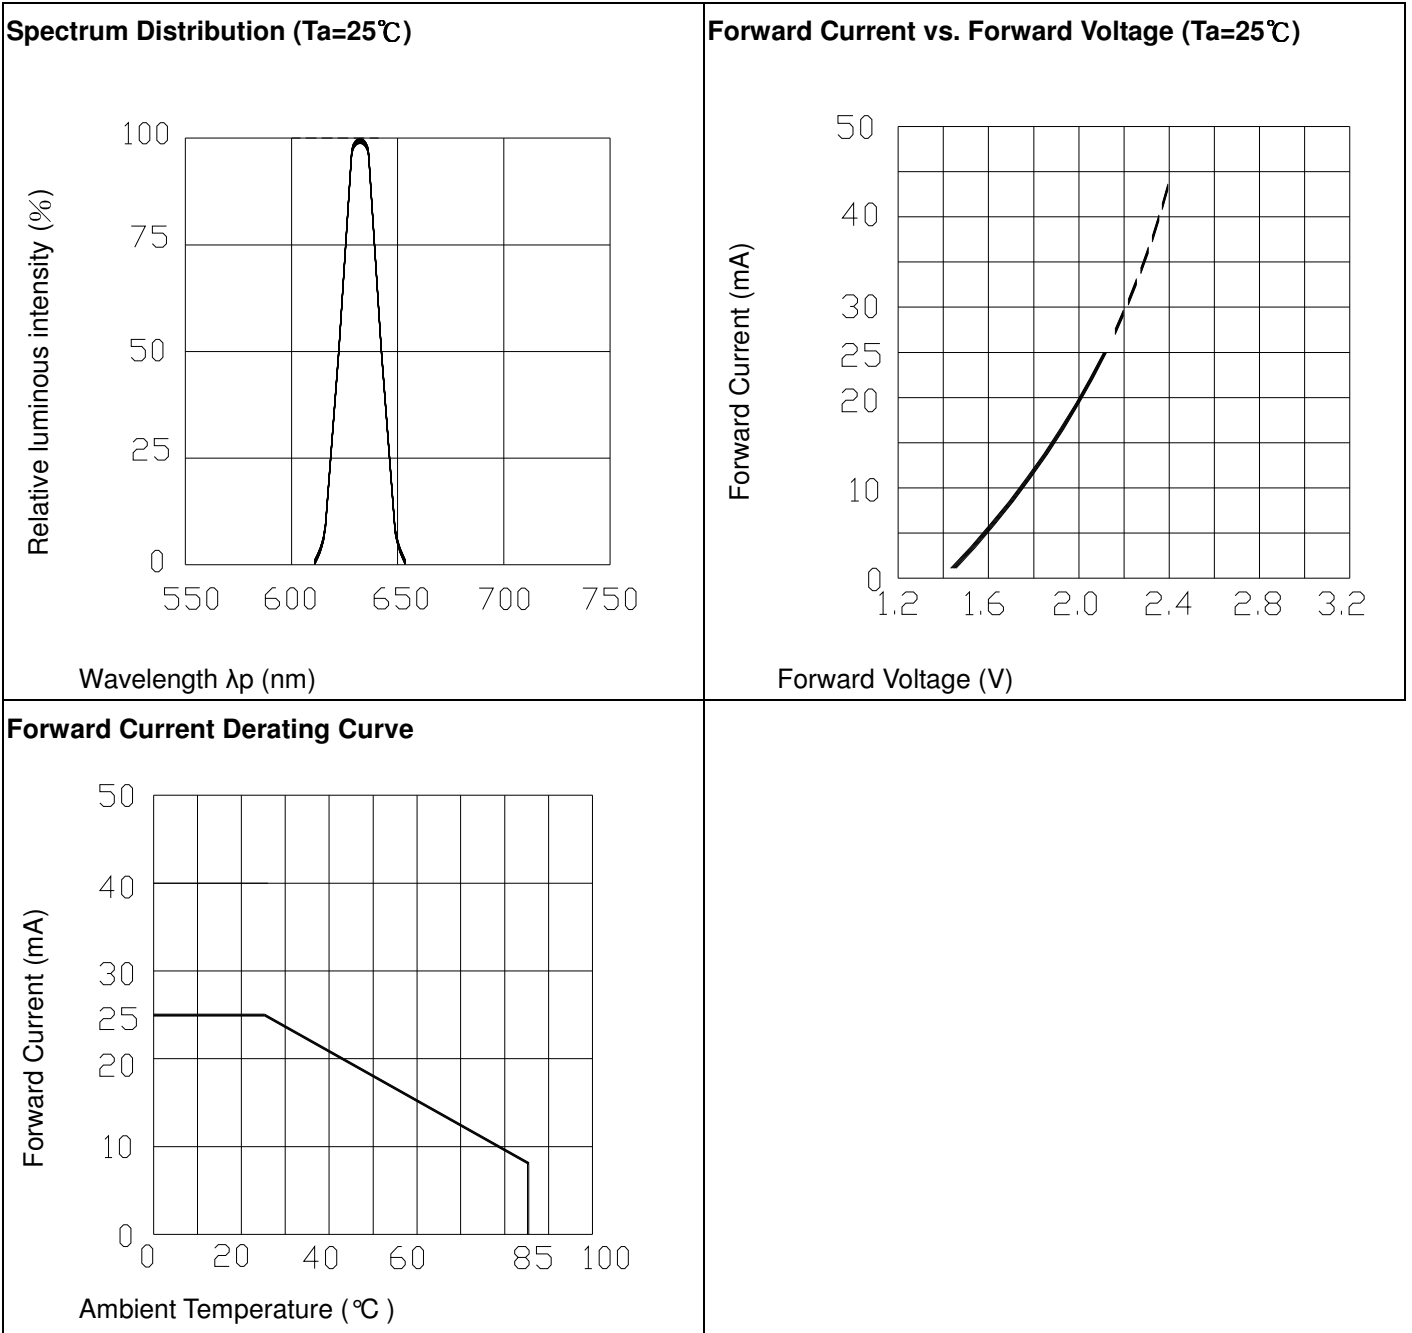 Spectrum Distribution (Ta=25℃)
Relative luminous intensity (%)
100
75
50
25
0
550 600 650 700 750
Wavelength λp (nm)
Forward Current vs. Forward Voltage (Ta=25℃)
Forward Current (mA)
50
40
30
25
20
10
0
1.2 1.6 2.0 2.4 2.8 3.2
Forward Voltage (V)
Forward Current Derating Curve
Forward Current (mA)
50
40
30
25
20
10
0
0 20 40 60 85 100
Ambient Temperature (℃ )